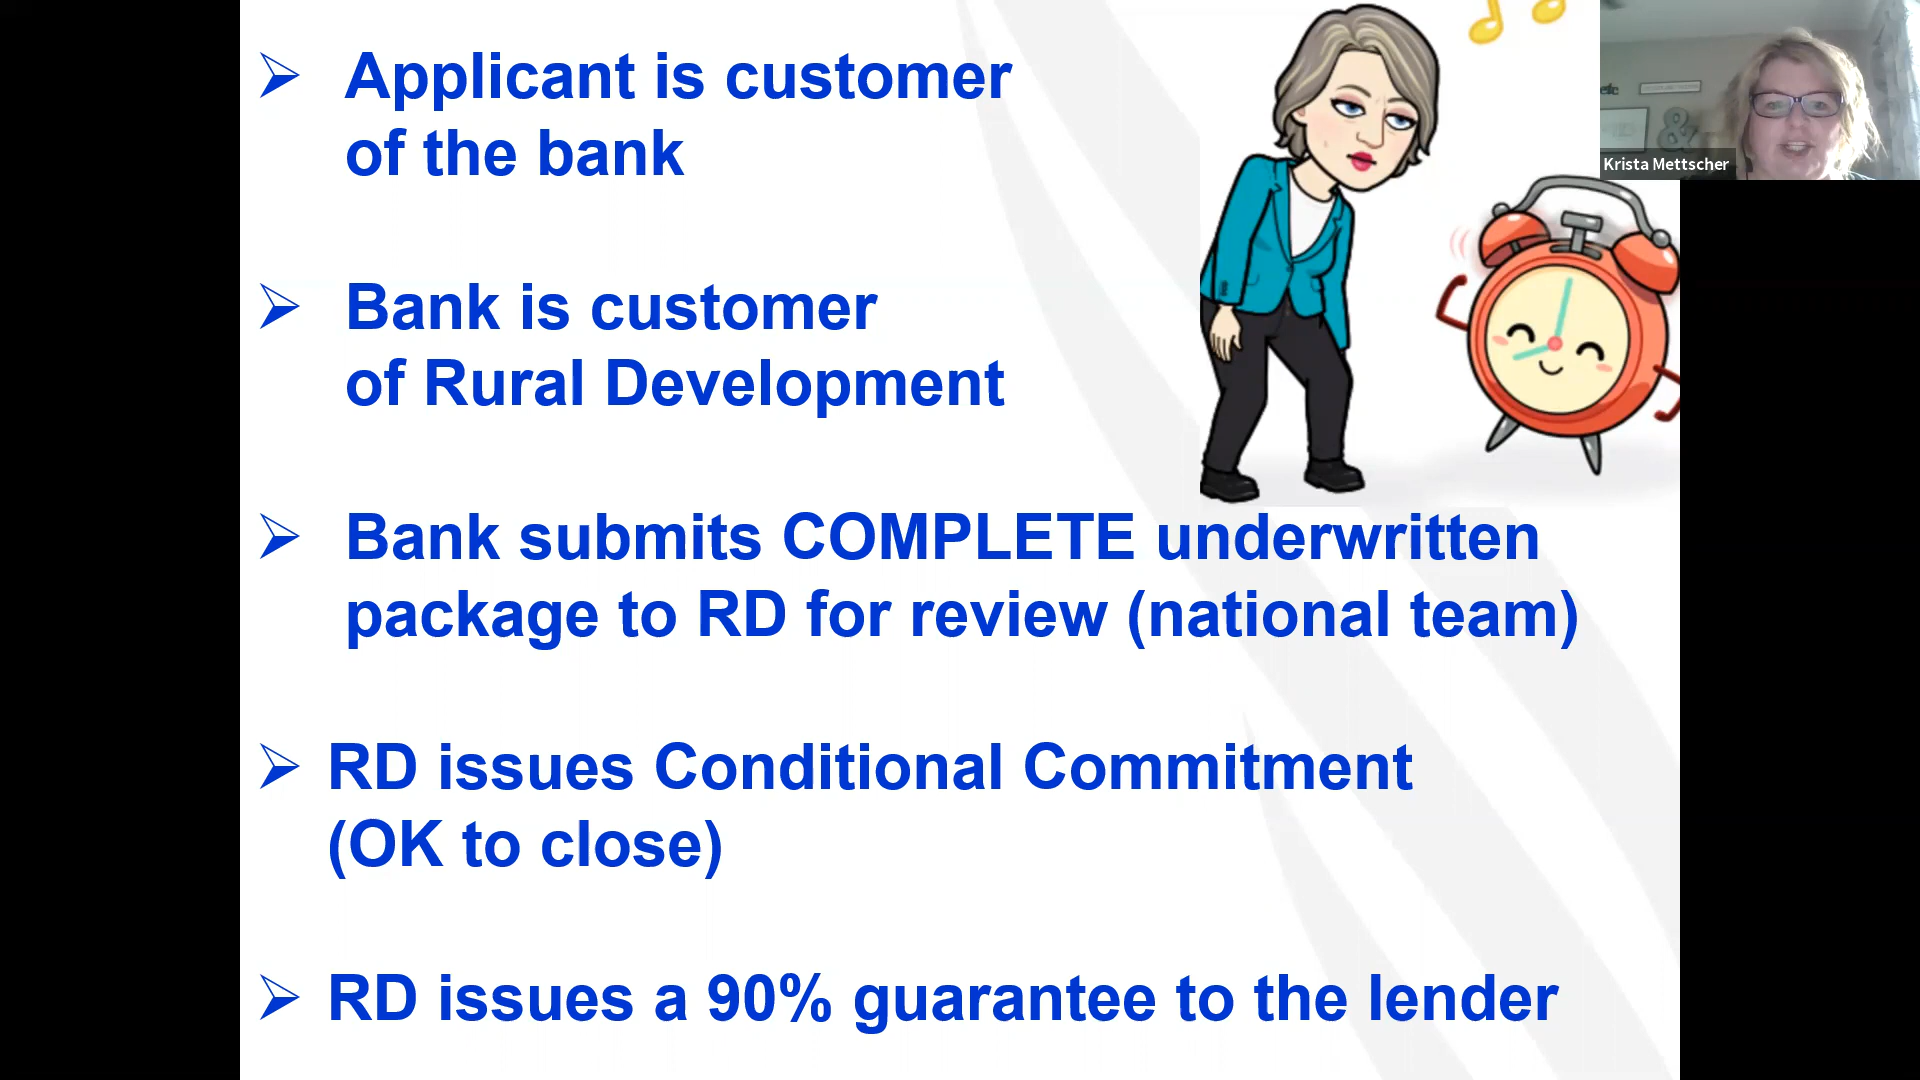 Applicant is customer
of the bank
Bank is customer
of Rural Development
Bank submits COMPLETE underwritten
package to RD for review (national team)
RD issues Conditional Commitment
(OK to close)
RD issues a 90% guarantee to the lender
Krista Mettscher
&